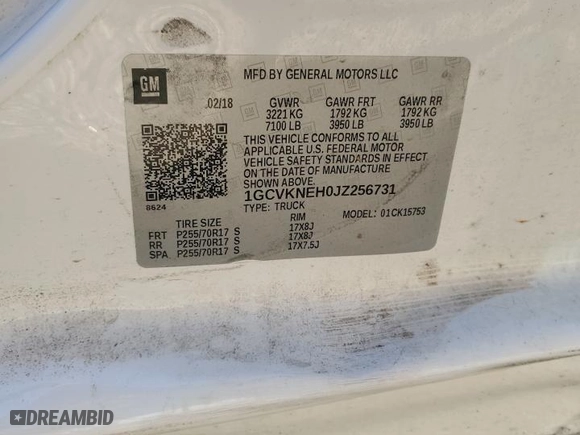 GM
MFD BY GENERAL MOTORS LLC
02/18 GVWR GAWR FRT GAWR RR
3221 KG 1792 KG 1792 KG
7100 LB 3950 LB 3950 LB
THIS VEHICLE CONFORMS TO ALL
APPLICABLE U.S. FEDERAL MOTOR
VEHICLE SAFETY STANDARDS IN EFFECT
ON THE DATE OF MANUFACTURE
SHOWN ABOVE.
1GCVKNEH0JZ256731
8624 TYPE: TRUCK MODEL: 01CK15753
TIRE SIZE RIM
FRT P255/70R17 S 17X8J
RR P255/70R17 S 17X8J
SPA P255/70R17 S 17X7.5J
DREAMBID